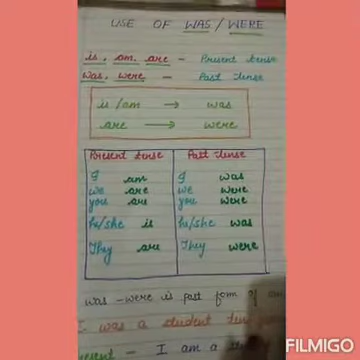 USE OF WAS/WERE
is, am, are - Present tense
was, were - Past tense
is/am → was
are → were
Present tense Past tense
I am I was
we are we were
you are you were
he/she is he/she was
They are They were
was - were is past form of
I was a student
I am a
FILMIGO